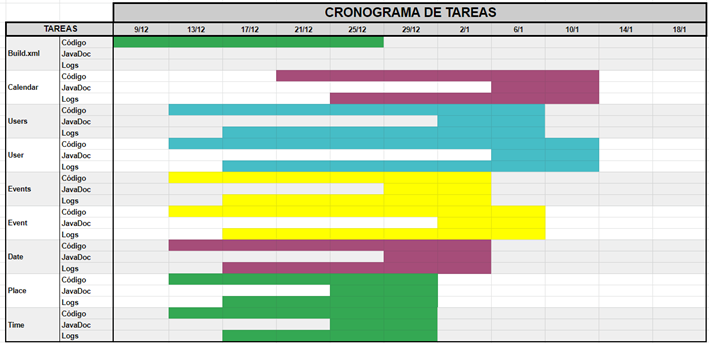 CRONOGRAMA DE TAREAS
TAREAS 9/12 13/12 17/12 21/12 25/12 29/12 2/1 6/1 10/1 14/1 18/1
Build.xml
Código
JavaDoc
Logs
Calendar
Código
JavaDoc
Logs
Users
Código
JavaDoc
Logs
User
Código
JavaDoc
Logs
Events
Código
JavaDoc
Logs
Event
Código
JavaDoc
Logs
Date
Código
JavaDoc
Logs
Place
Código
JavaDoc
Logs
Time
Código
JavaDoc
Logs